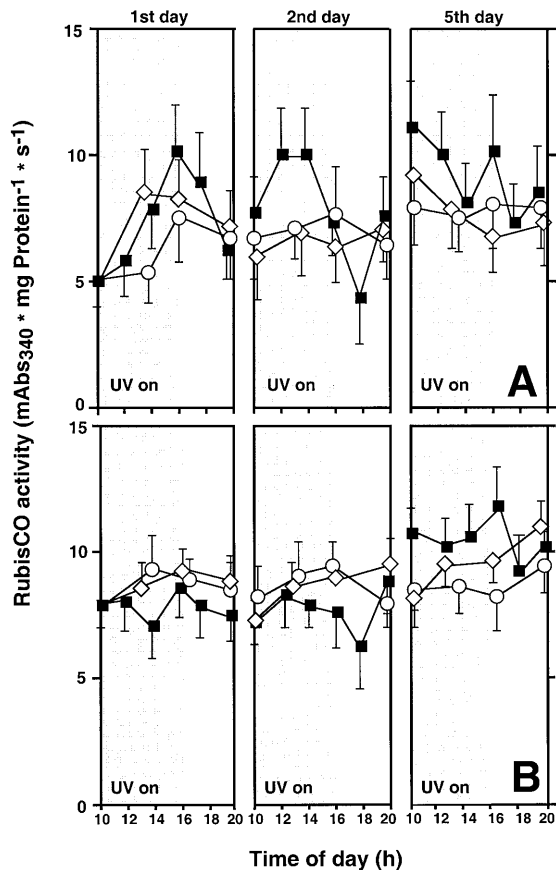 1st day 2nd day 5th day
RubisCO activity (mAbs340 * mg Protein-1 * s-1)
15
10
5
0
UV on UV on UV on A
15
10
5
0
UV on UV on UV on B
10 12 14 16 18 20 10 12 14 16 18 20 10 12 14 16 18 20
Time of day (h)